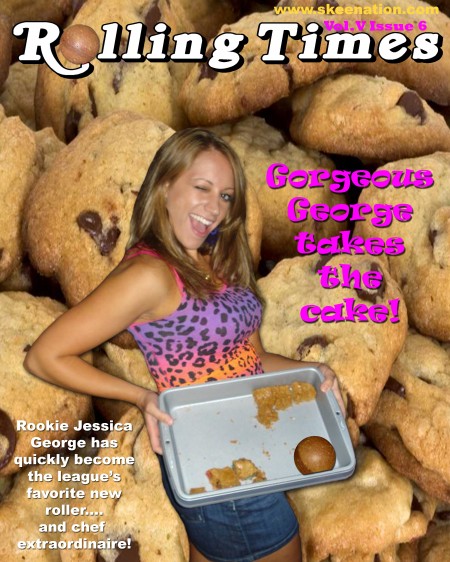 www.skeenation.com
Vol.V Issue 6
Rolling Times
Gorgeous
George
takes
the
cake!
Rookie Jessica
George has
quickly become
the league's
favorite new
roller....
and chef
extraordinaire!